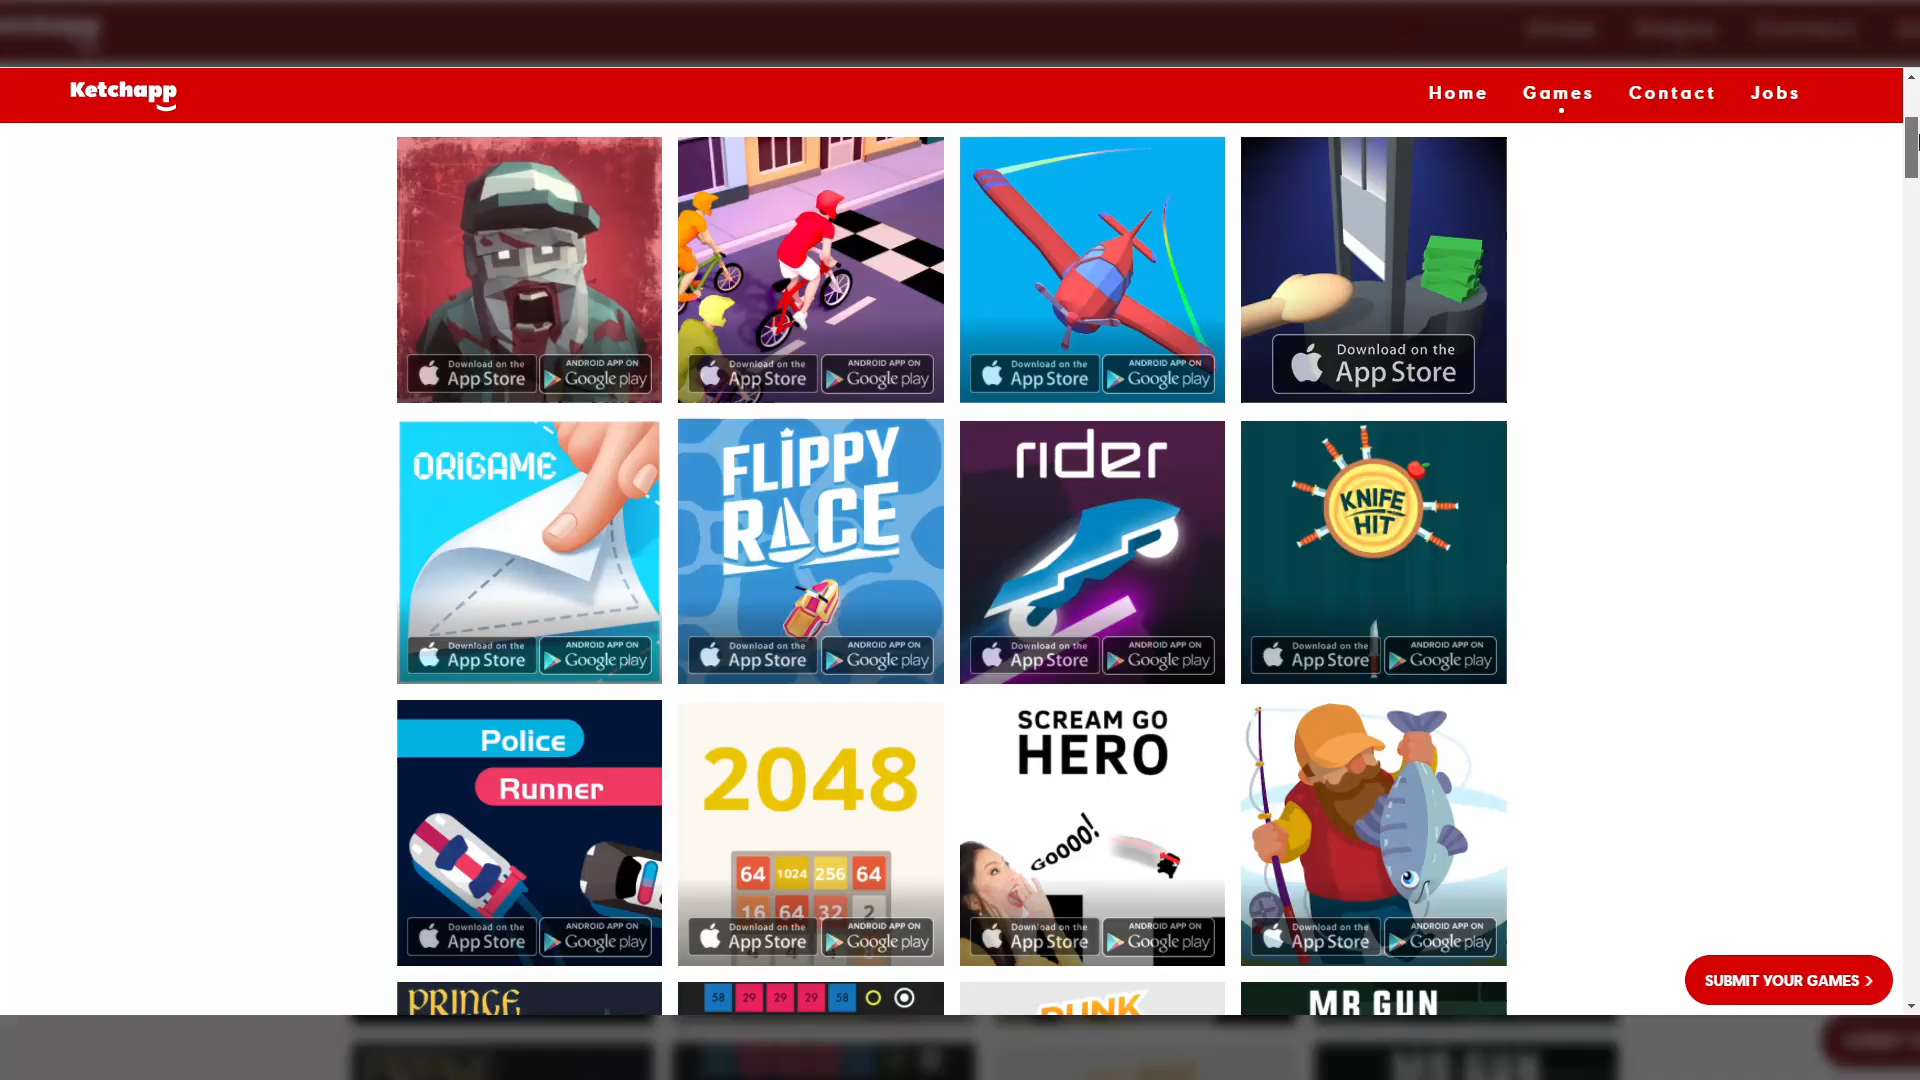 Ketchapp
Home Games Contact Jobs
Download on the App Store ANDROID APP ON Google play
Download on the App Store ANDROID APP ON Google play
Download on the App Store ANDROID APP ON Google play
Download on the App Store
ORIGAME
FLIPPY
RACE
rider
KNIFE
HIT
Download on the App Store ANDROID APP ON Google play
Download on the App Store ANDROID APP ON Google play
Download on the App Store ANDROID APP ON Google play
Download on the App Store ANDROID APP ON Google play
Police
Runner
2048
64 1024 256 64
16 64 32 2
SCREAM GO
HERO
GOOOO!
Download on the App Store ANDROID APP ON Google play
Download on the App Store ANDROID APP ON Google play
Download on the App Store ANDROID APP ON Google play
Download on the App Store ANDROID APP ON Google play
SUBMIT YOUR GAMES >
PRINCE
58 29 29 29 58
DUNK
MR GUN